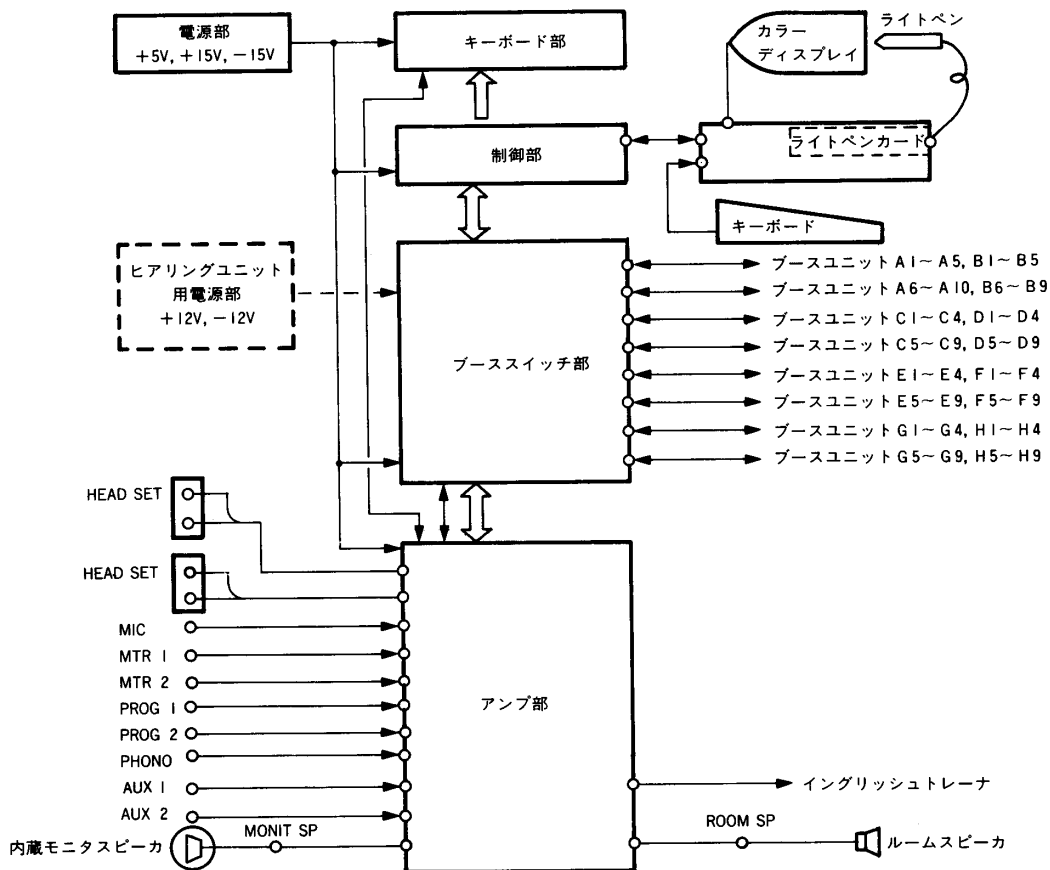 電源部
+5V, +15V, −15V
キーボード部
カラー
ディスプレイ
ライトペン
制御部
ライトペンカード
キーボード
ヒアリングユニット
用電源部
+12V, −12V
ブーススイッチ部
ブースユニット A1〜A5, B1〜B5
ブースユニット A6〜A10, B6〜B9
ブースユニット C1〜C4, D1〜D4
ブースユニット C5〜C9, D5〜D9
ブースユニット E1〜E4, F1〜F4
ブースユニット E5〜E9, F5〜F9
ブースユニット G1〜G4, H1〜H4
ブースユニット G5〜G9, H5〜H9
HEAD SET
HEAD SET
MIC
MTR 1
MTR 2
PROG 1
PROG 2
PHONO
AUX 1
AUX 2
内蔵モニタスピーカ
MONIT SP
アンプ部
イングリッシュトレーナ
ROOM SP
ルームスピーカ